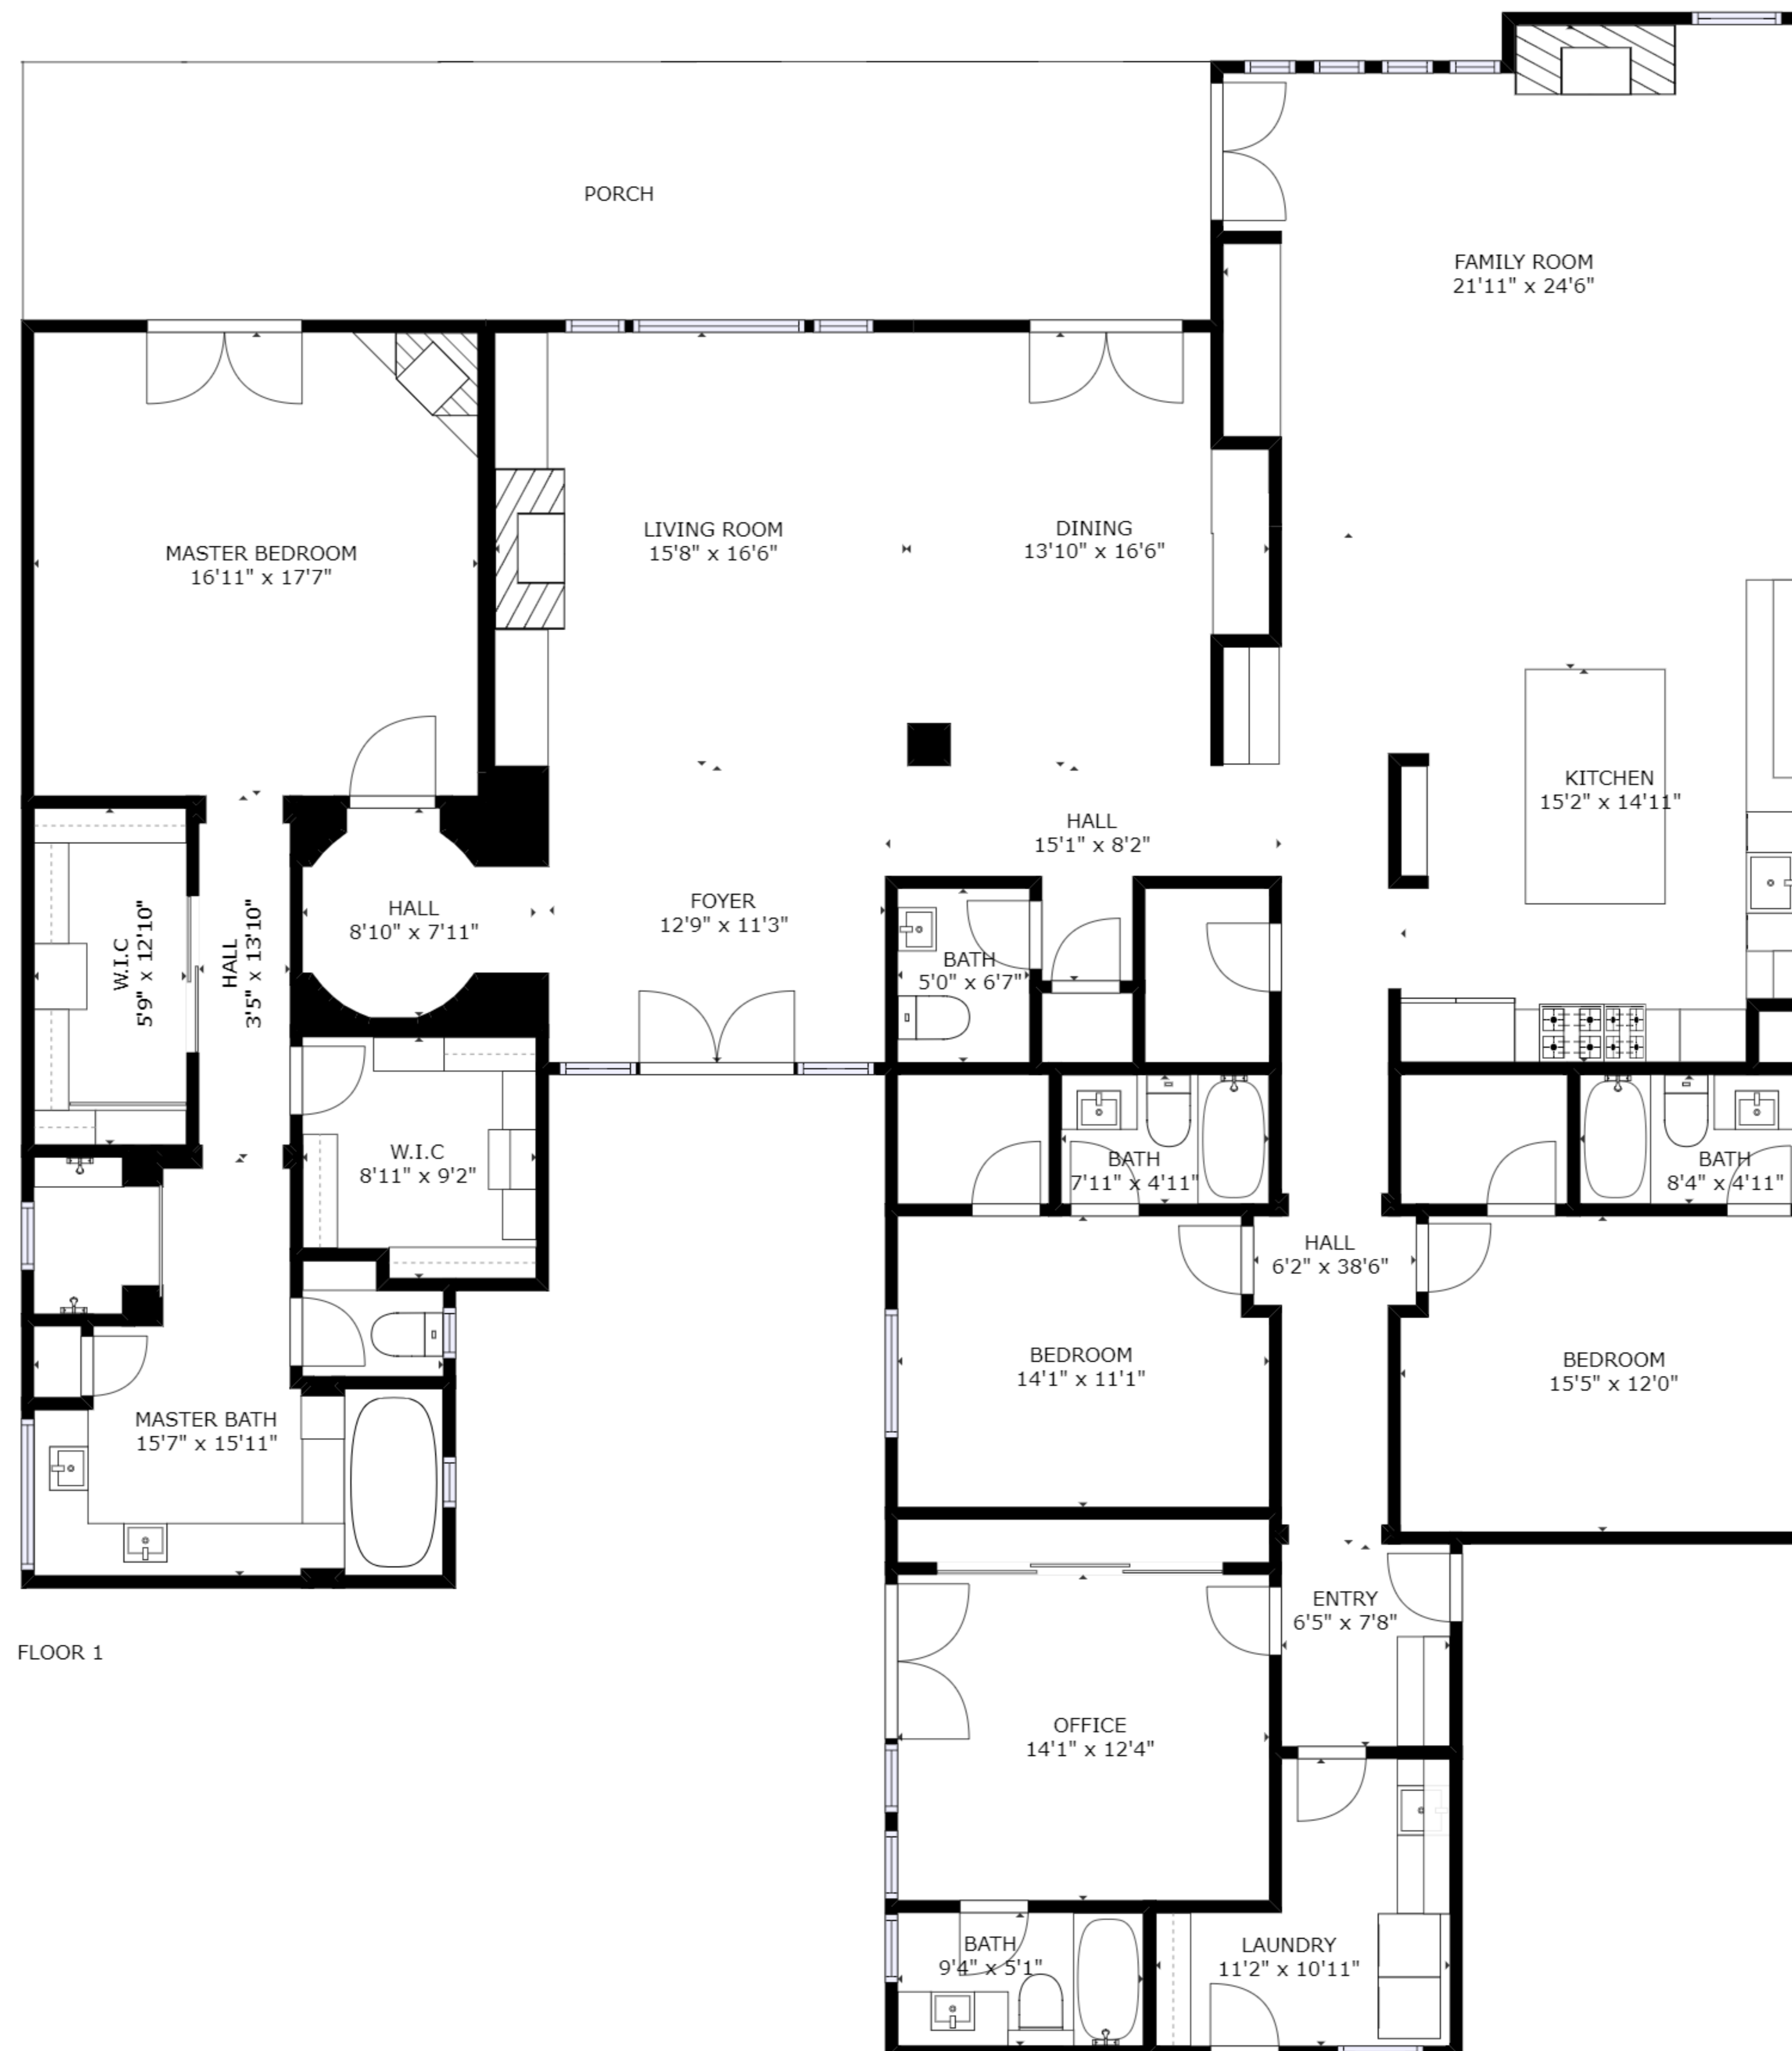 PORCH
FAMILY ROOM
21'11" x 24'6"
MASTER BEDROOM
16'11" x 17'7"
LIVING ROOM
15'8" x 16'6"
DINING
13'10" x 16'6"
KITCHEN
15'2" x 14'11"
HALL
15'1" x 8'2"
W.I.C
5'9" x 12'10"
HALL
3'5" x 13'10"
HALL
8'10" x 7'11"
FOYER
12'9" x 11'3"
BATH
5'0" x 6'7"
W.I.C
8'11" x 9'2"
BATH
7'11" x 4'11"
BATH
8'4" x 4'11"
HALL
6'2" x 38'6"
BEDROOM
14'1" x 11'1"
BEDROOM
15'5" x 12'0"
MASTER BATH
15'7" x 15'11"
ENTRY
6'5" x 7'8"
FLOOR 1
OFFICE
14'1" x 12'4"
BATH
9'4" x 5'1"
LAUNDRY
11'2" x 10'11"